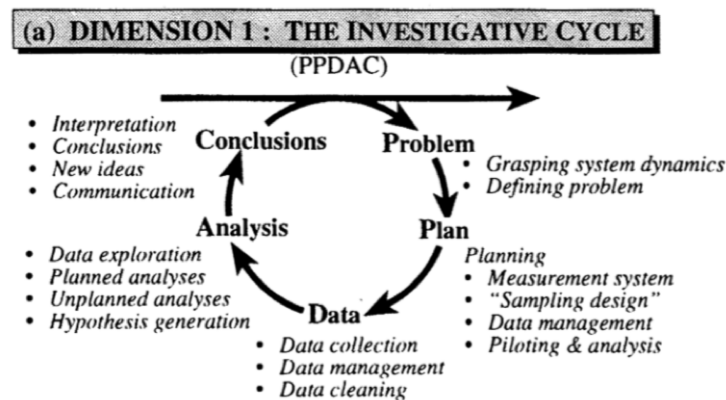 (a) DIMENSION 1 : THE INVESTIGATIVE CYCLE
(PPDAC)
• Interpretation
• Conclusions
• New ideas
• Communication
Conclusions
Problem
• Grasping system dynamics
• Defining problem
Analysis
• Data exploration
• Planned analyses
• Unplanned analyses
• Hypothesis generation
Plan
Planning
• Measurement system
• “Sampling design”
• Data management
• Piloting & analysis
Data
• Data collection
• Data management
• Data cleaning